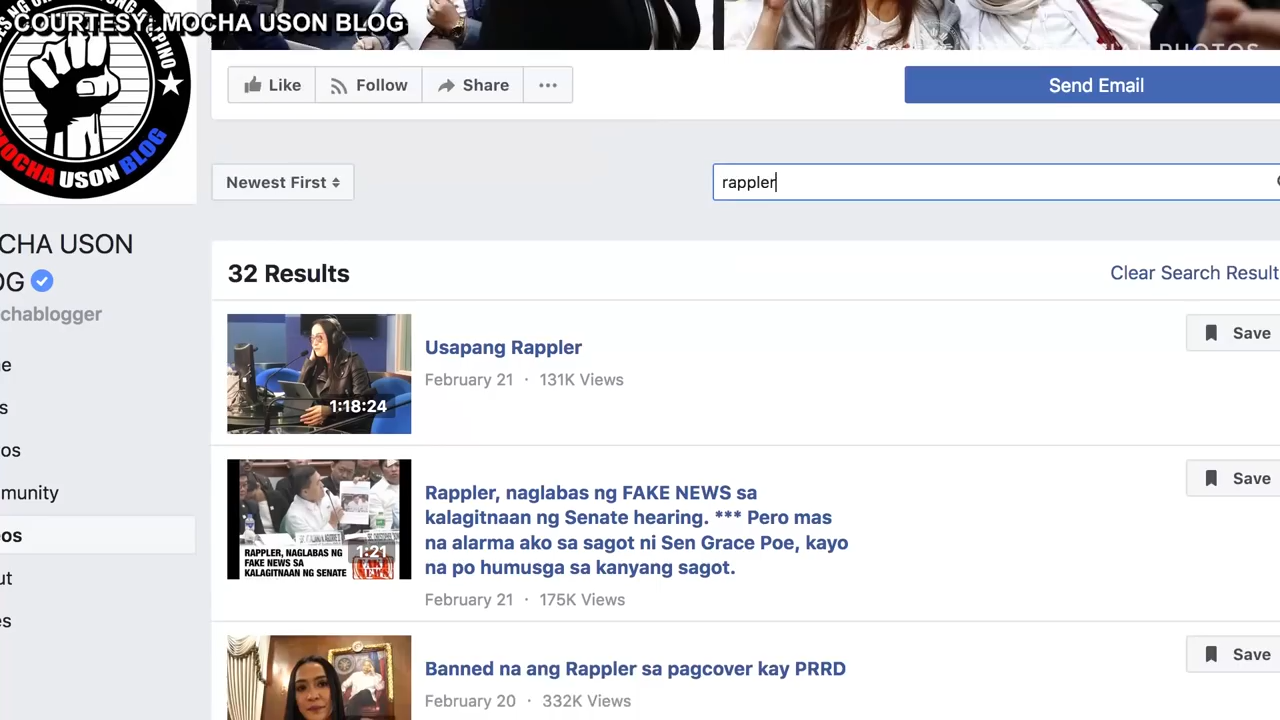 COURTESY: MOCHA USON BLOG
MOCHA USON BLOG
Like
Follow
Share
Send Email
Newest First
rappler
CHA USON
OG
chablogger
32 Results
Clear Search Result
Usapang Rappler
February 21 · 131K Views
1:18:24
Save
Rappler, naglabas ng FAKE NEWS sa
kalagitnaan ng Senate hearing. *** Pero mas
na alarma ako sa sagot ni Sen Grace Poe, kayo
na po humusga sa kanyang sagot.
February 21 · 175K Views
RAPPLER, NAGLABAS NG
FAKE NEWS SA
KALAGITNAAN NG SENATE
1:21
Save
Banned na ang Rappler sa pagcover kay PRRD
February 20 · 332K Views
Save
e
s
os
munity
os
ut
es